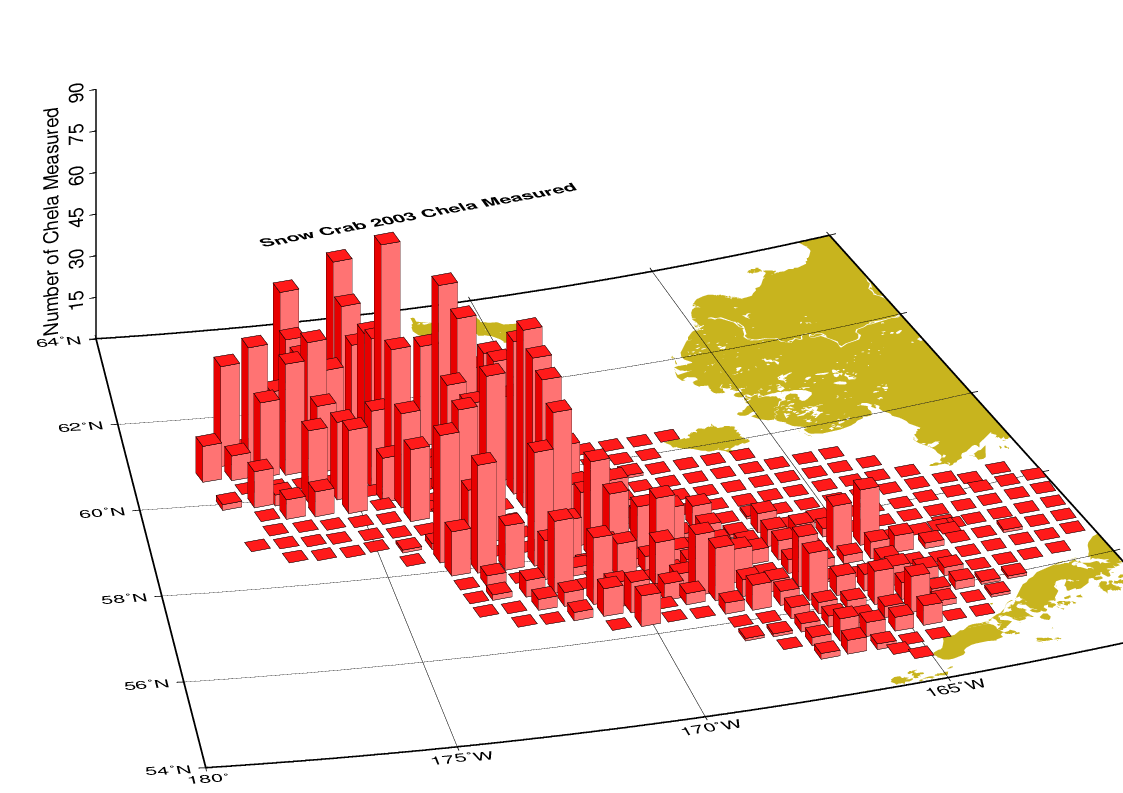 Number of Chela Measured
90
75
60
45
30
15
Snow Crab 2003 Chela Measured
64°N
62°N
60°N
58°N
56°N
54°N
180°
175°W
170°W
165°W